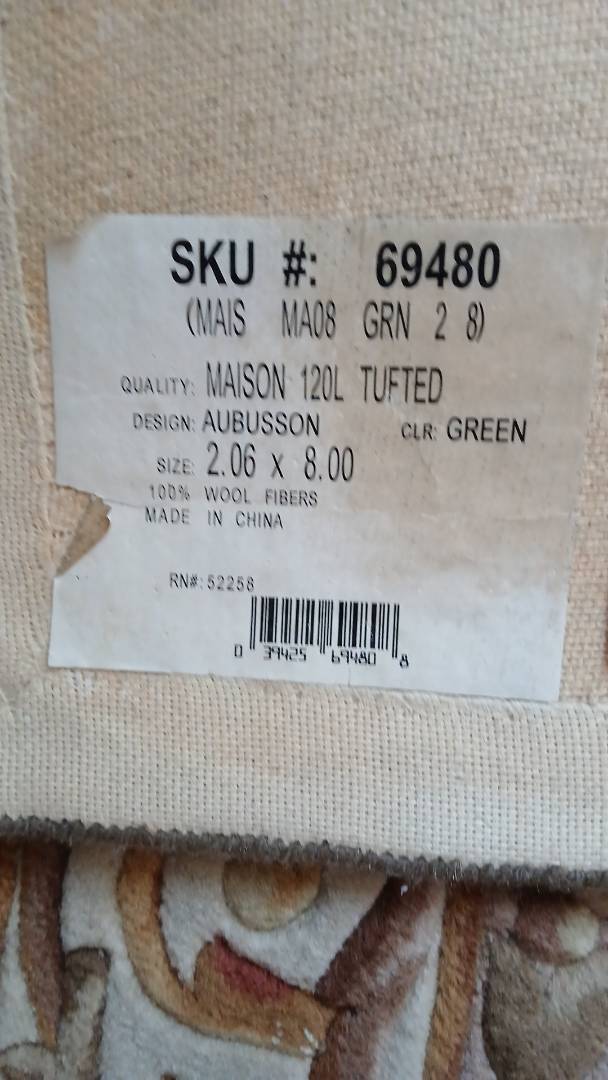 SKU #: 69480
(MAIS MA08 GRN 2 8)
QUALITY: MAISON 120L TUFTED
DESIGN: AUBUSSON CLR: GREEN
SIZE: 2.06 x 8.00
100% WOOL FIBERS
MADE IN CHINA
RN#: 52258
0 39425 69480 8